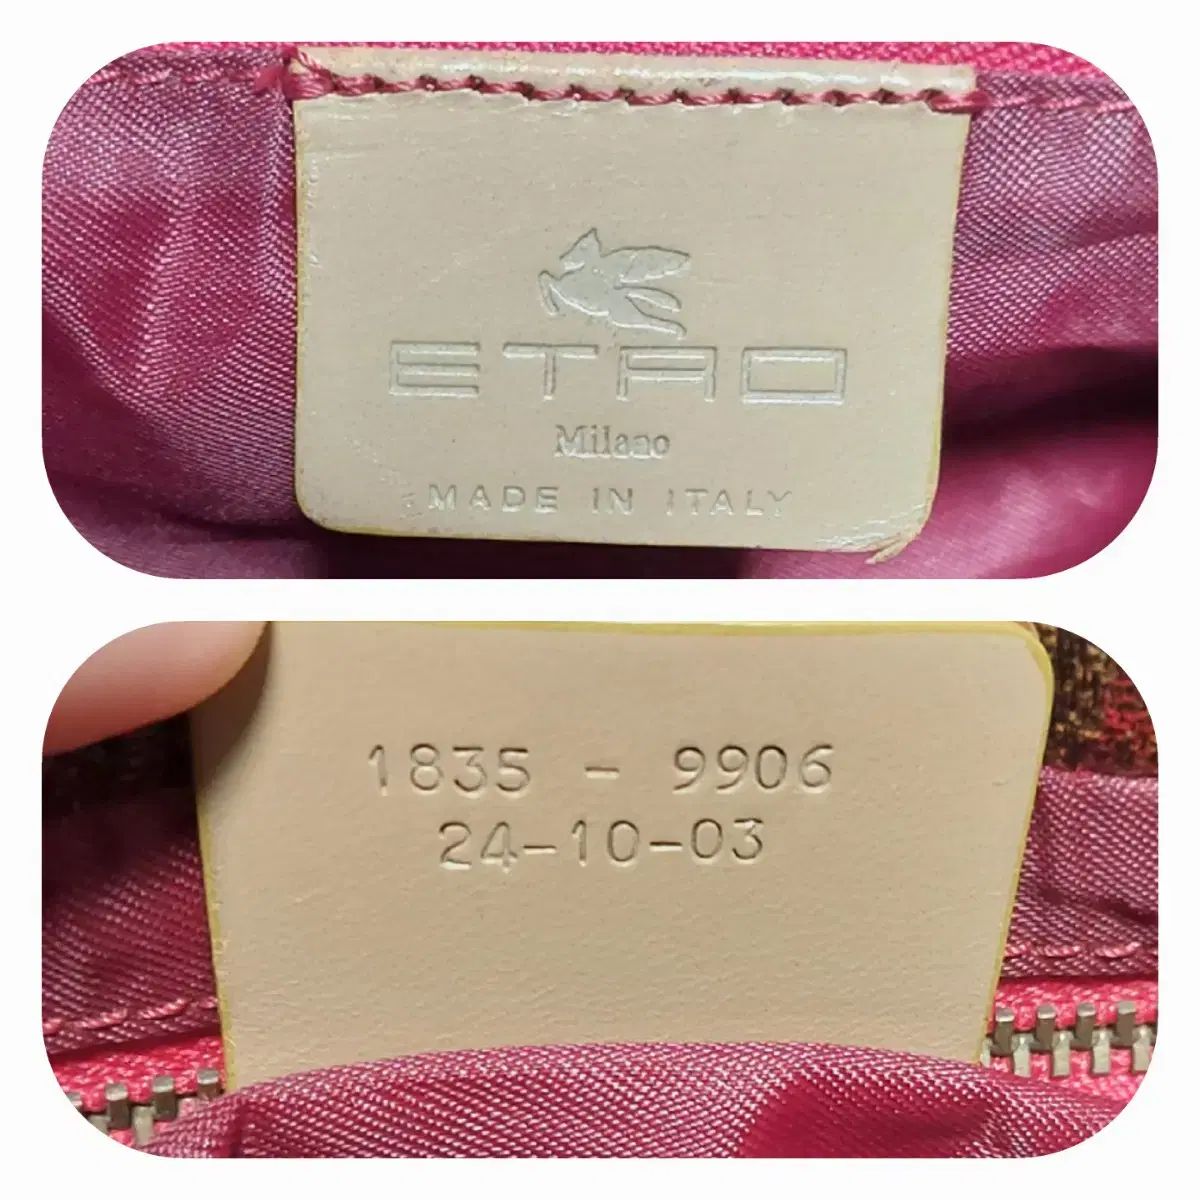 ETRO
Milano
MADE IN ITALY
1835 - 9906
24-10-03